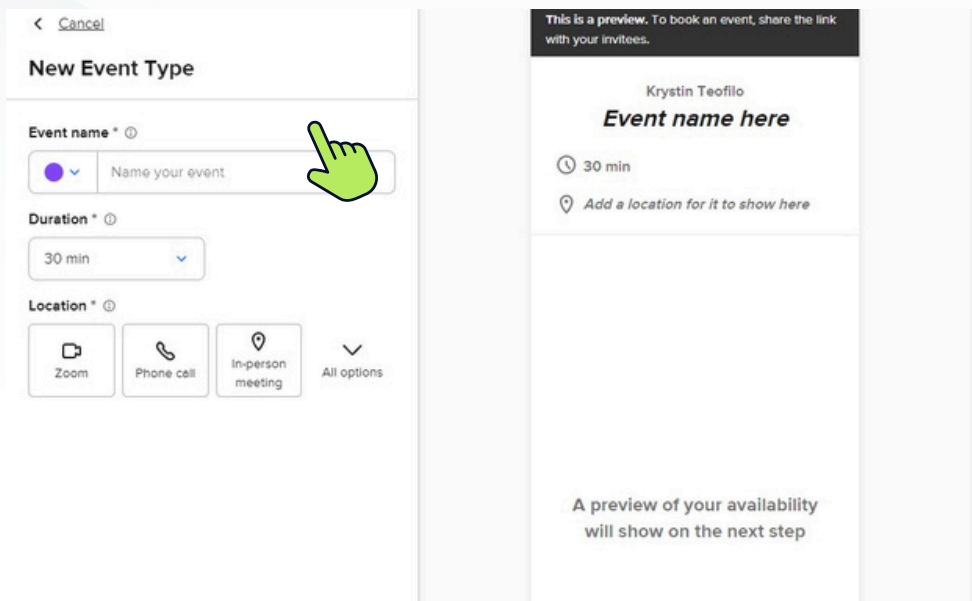 Cancel
New Event Type
Event name *
Name your event
Duration *
30 min
Location *
Zoom
Phone call
In-person
meeting
All options
This is a preview. To book an event, share the link
with your invitees.
Krystin Teofilo
Event name here
30 min
Add a location for it to show here
A preview of your availability
will show on the next step